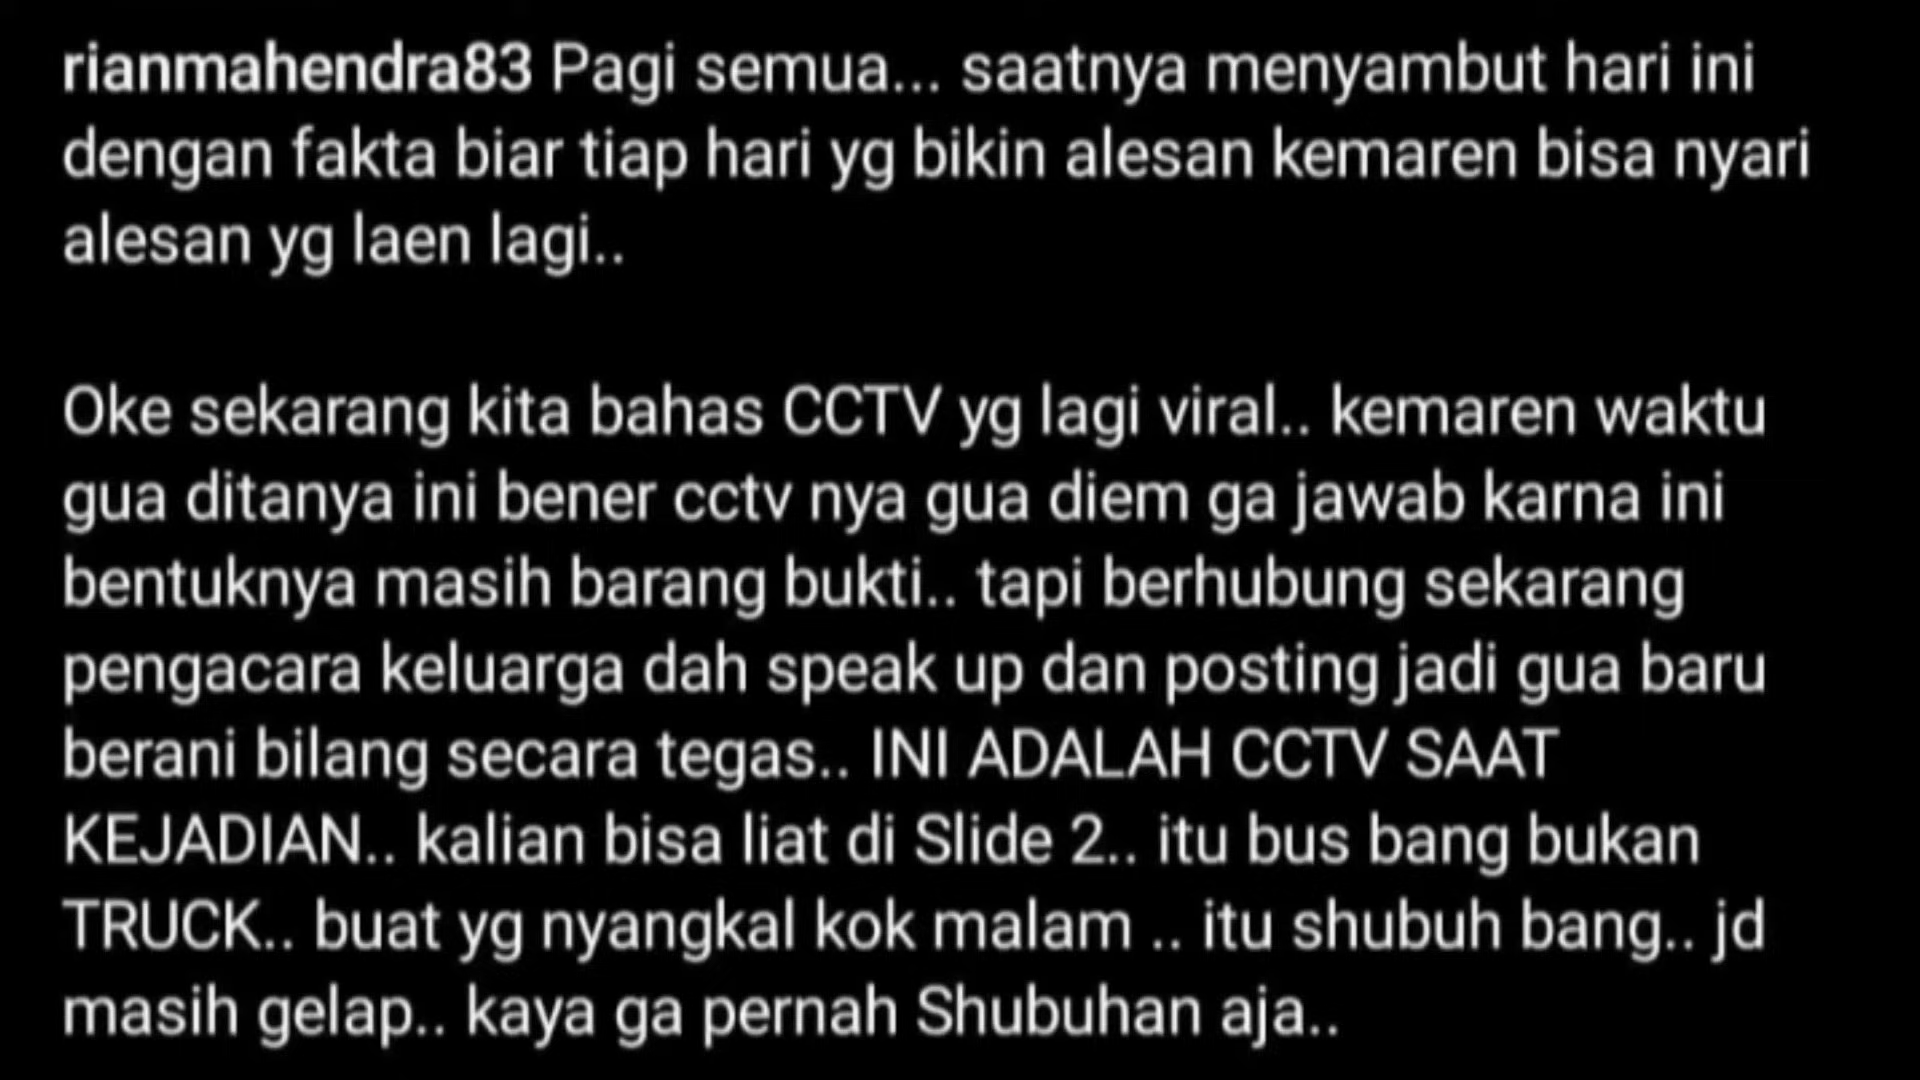 rianmahendra83 Pagi semua... saatnya menyambut hari ini
dengan fakta biar tiap hari yg bikin alesan kemaren bisa nyari
alesan yg laen lagi..
Oke sekarang kita bahas CCTV yg lagi viral.. kemaren waktu
gua ditanya ini bener cctv nya gua diem ga jawab karna ini
bentuknya masih barang bukti.. tapi berhubung sekarang
pengacara keluarga dah speak up dan posting jadi gua baru
berani bilang secara tegas.. INI ADALAH CCTV SAAT
KEJADIAN.. kalian bisa liat di Slide 2.. itu bus bang bukan
TRUCK.. buat yg nyangkal kok malam .. itu shubuh bang.. jd
masih gelap.. kaya ga pernah Shubuhan aja..